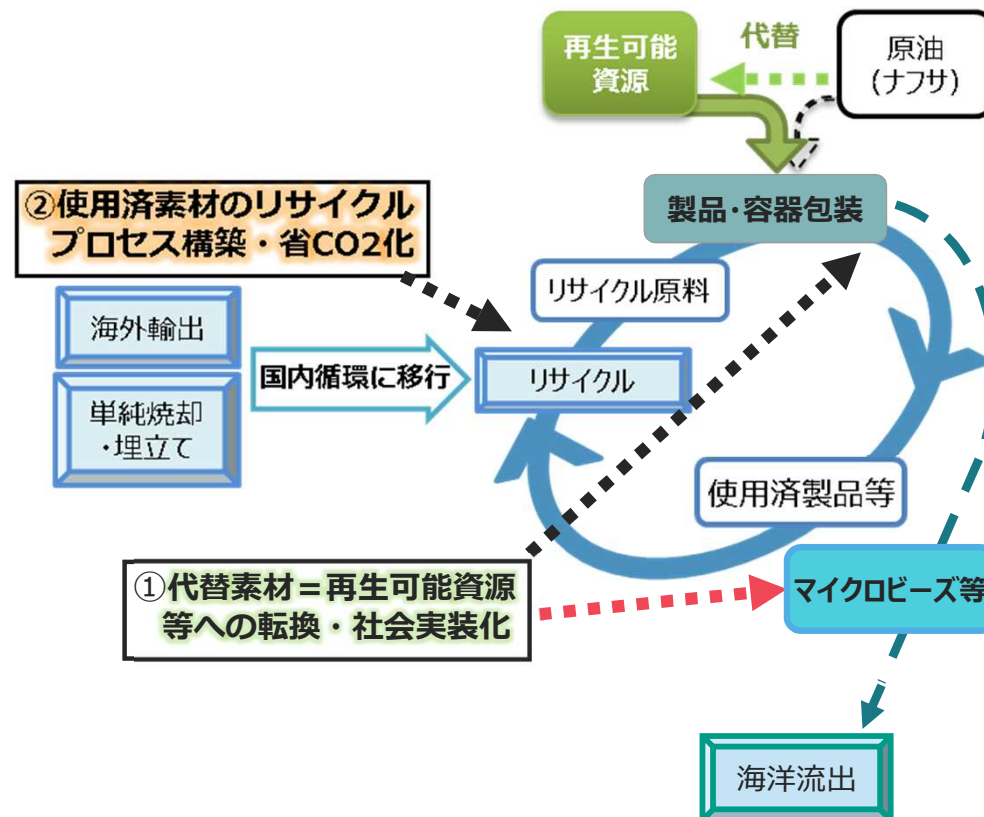 再生可能
資源
代替
原油
(ナフサ)
製品・容器包装
②使用済素材のリサイクル
プロセス構築・省CO2化
リサイクル原料
海外輸出
国内循環に移行
リサイクル
単純焼却
・埋立て
使用済製品等
①代替素材＝再生可能資源
等への転換・社会実装化
マイクロビーズ等
海洋流出